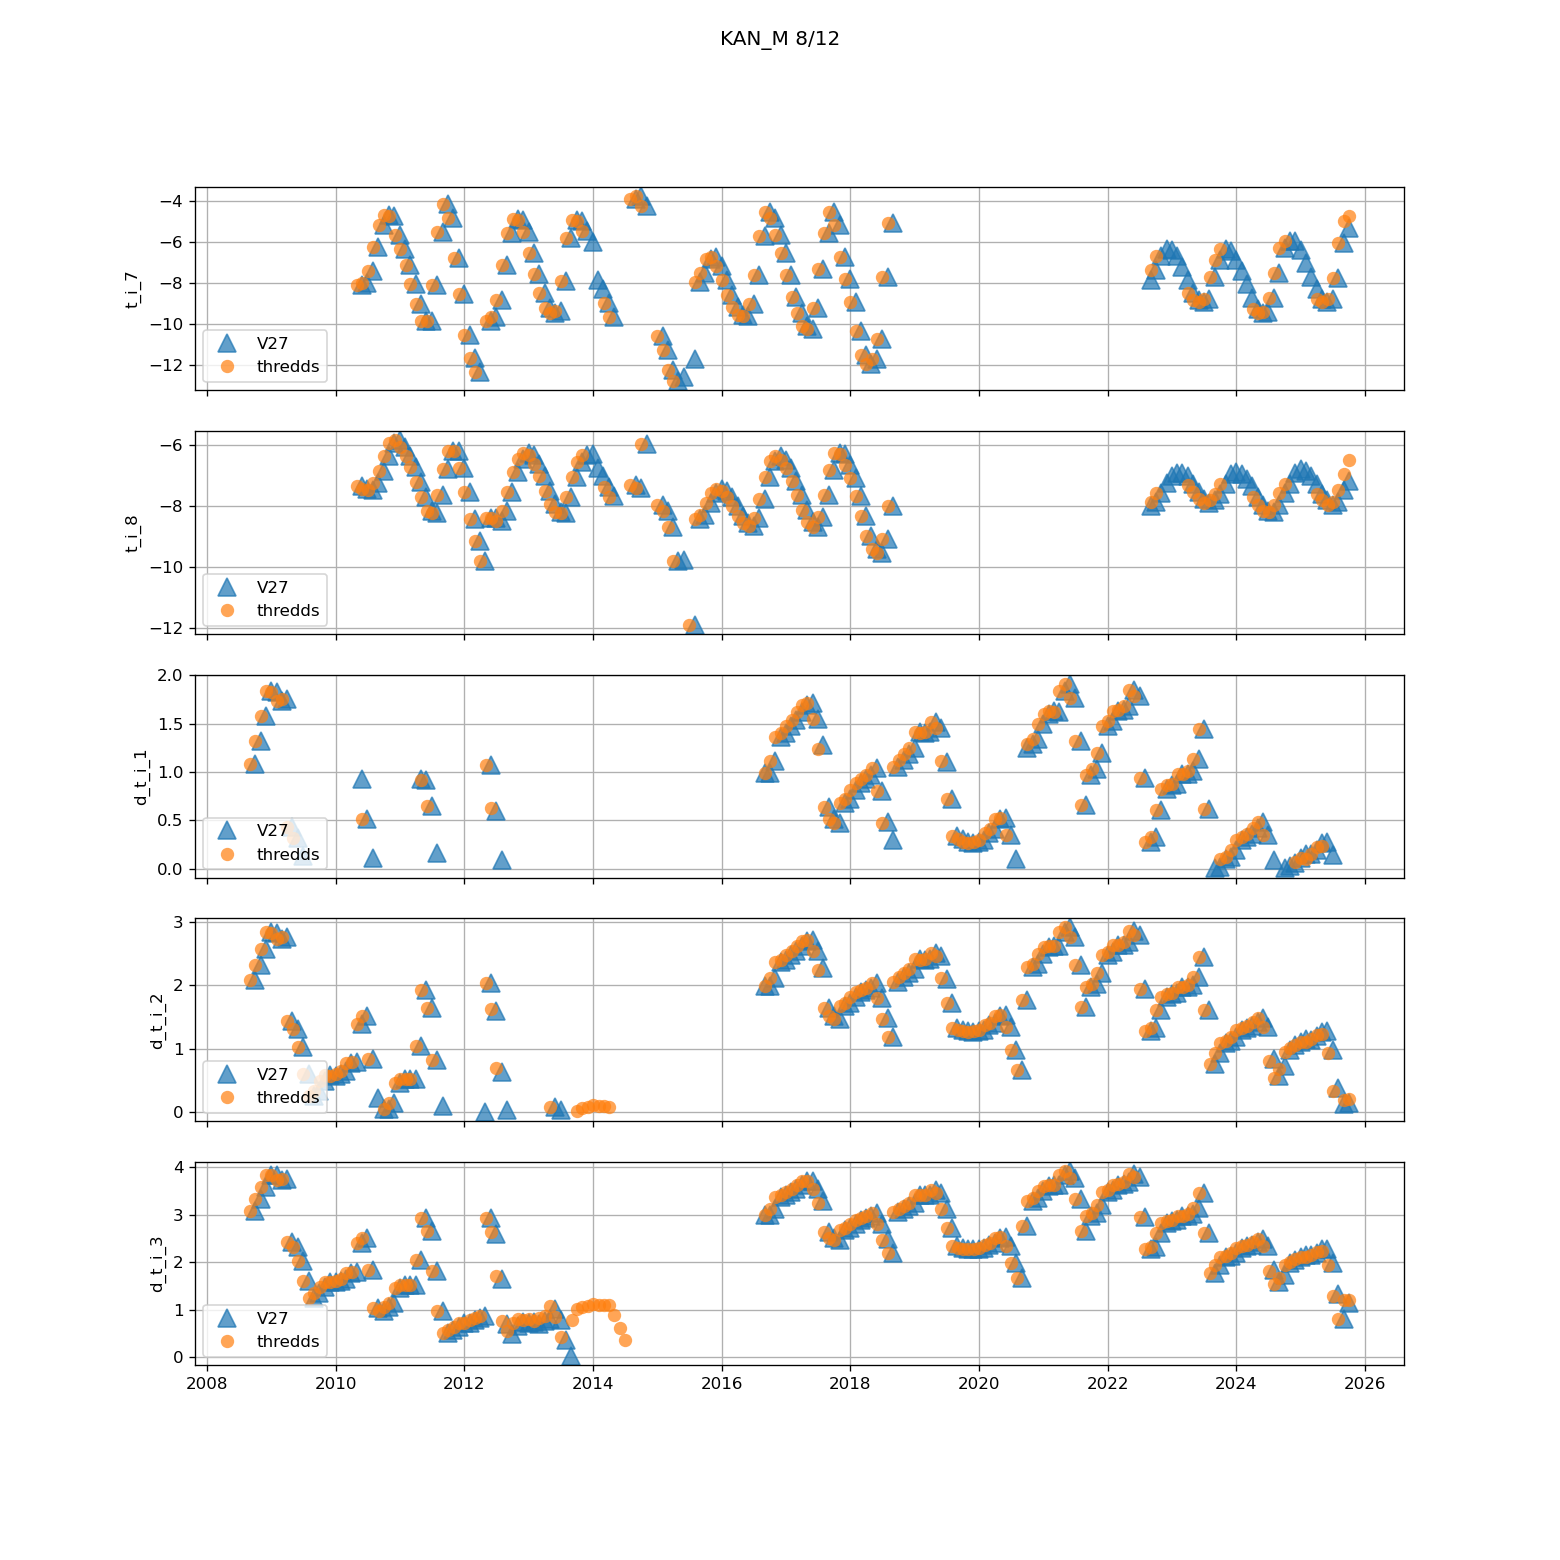 KAN_M 8/12
−4
−6
−8
−10
−12
t_i_7
V27
thredds
−6
−8
−10
−12
t_i_8
V27
thredds
2.0
1.5
1.0
0.5
0.0
d_t_i_1
V27
thredds
3
2
1
0
d_t_i_2
V27
thredds
4
3
2
1
0
d_t_i_3
V27
thredds
2008 2010 2012 2014 2016 2018 2020 2022 2024 2026